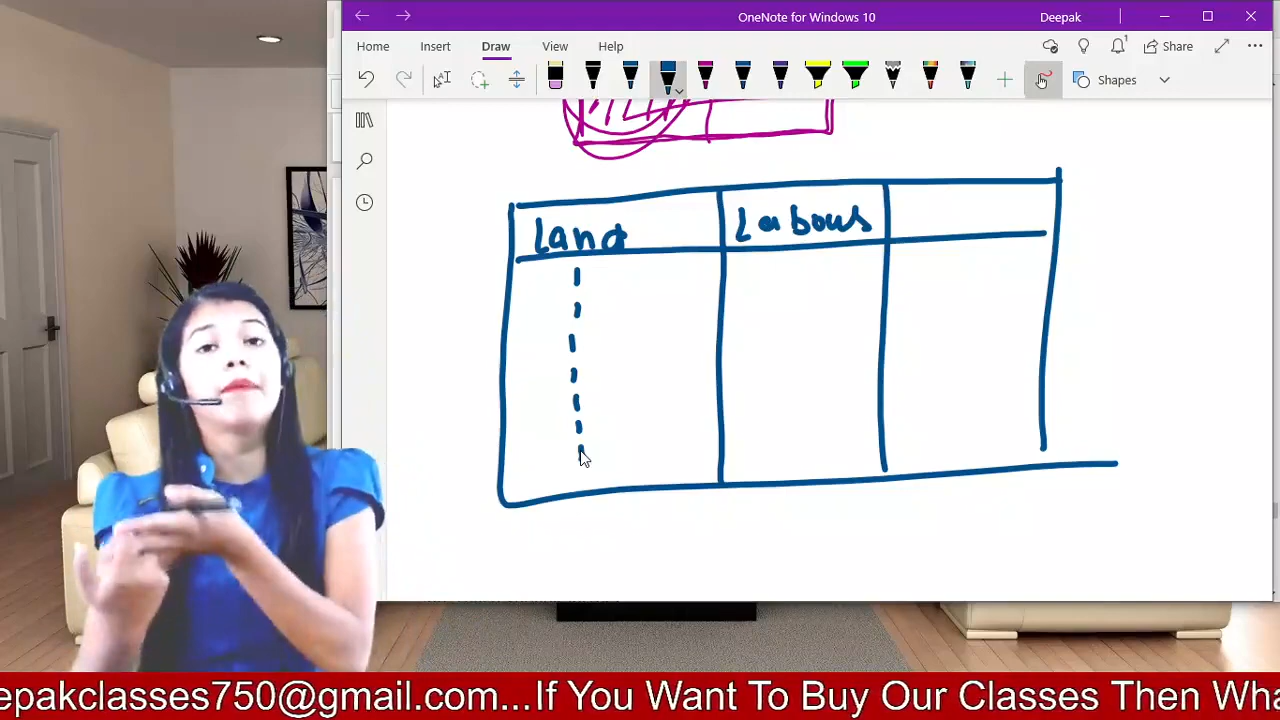 OneNote for Windows 10
Deepak
Home Insert Draw View Help
1 Share
Shapes
Land Labour
epakclasses750@gmail.com...If You Want To Buy Our Classes Then Wha